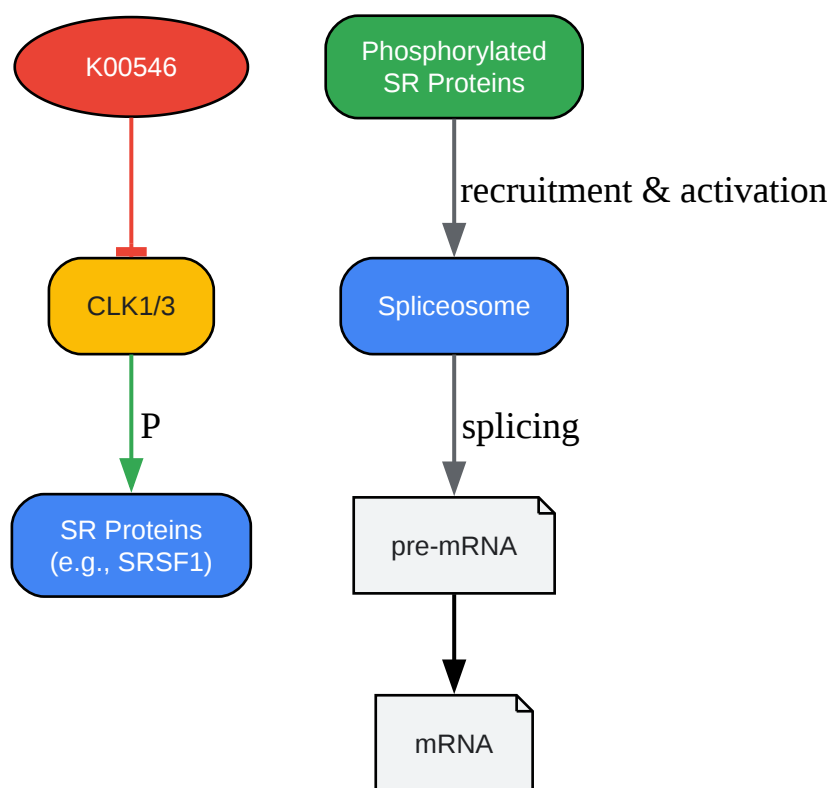 K00546
CLK1/3
P
SR Proteins
(e.g., SRSF1)
Phosphorylated
SR Proteins
recruitment & activation
Spliceosome
splicing
pre-mRNA
mRNA